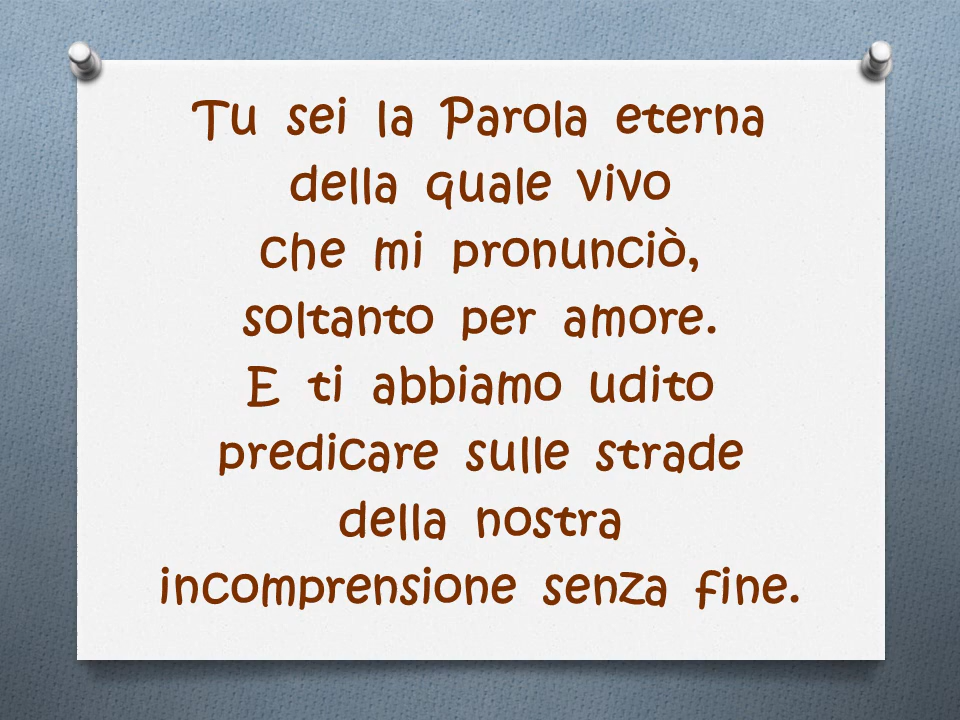 Tu sei la Parola eterna
della quale vivo
che mi pronunciò,
soltanto per amore.
E ti abbiamo udito
predicare sulle strade
della nostra
incomprensione senza fine.